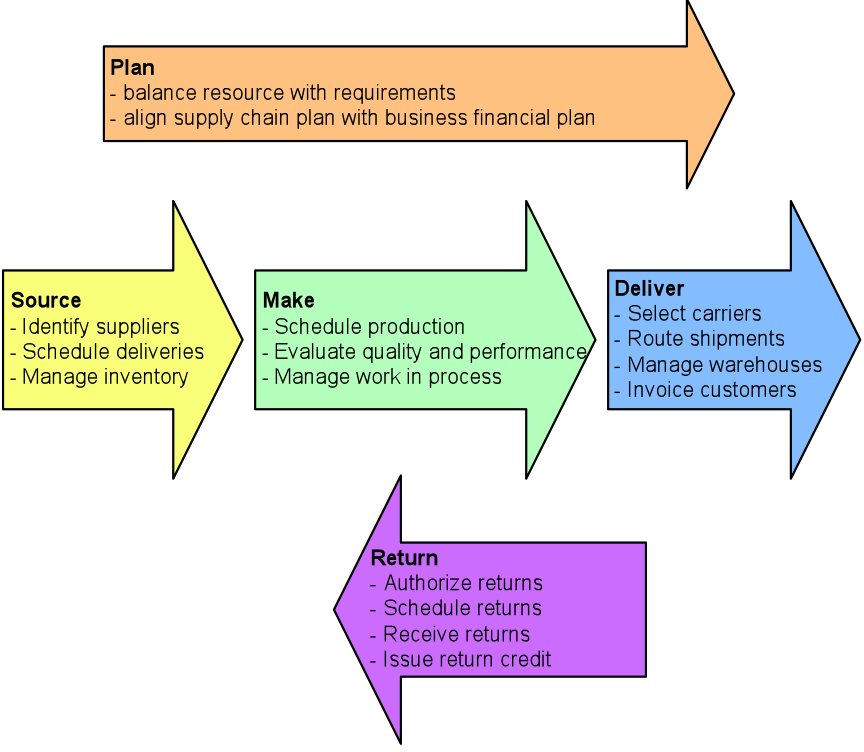 Plan
- balance resource with requirements
- align supply chain plan with business financial plan
Source
- Identify suppliers
- Schedule deliveries
- Manage inventory
Make
- Schedule production
- Evaluate quality and performance
- Manage work in process
Deliver
- Select carriers
- Route shipments
- Manage warehouses
- Invoice customers
Return
- Authorize returns
- Schedule returns
- Receive returns
- Issue return credit